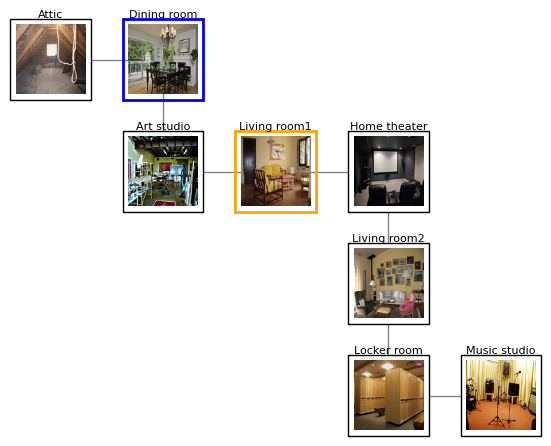 Attic
Dining room
Art studio
Living room1
Home theater
Living room2
Locker room
Music studio